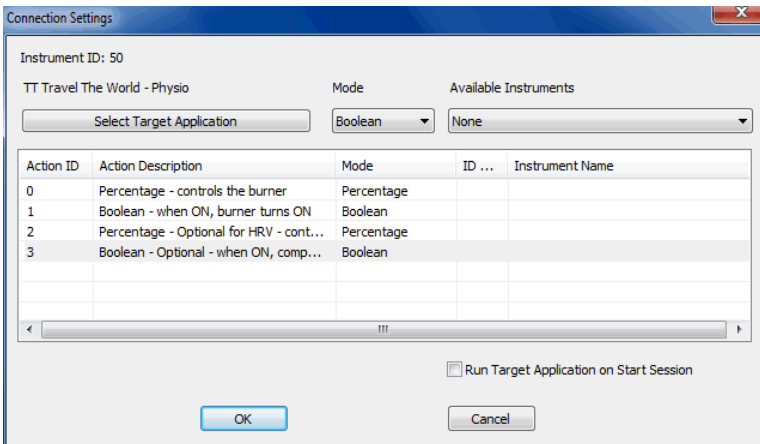 Connection Settings
Instrument ID: 50
TT Travel The World - Physio Mode Available Instruments
Select Target Application Boolean None
Action ID Action Description Mode ID ... Instrument Name
0 Percentage - controls the burner Percentage
1 Boolean - when ON, burner turns ON Boolean
2 Percentage - Optional for HRV - cont... Percentage
3 Boolean - Optional - when ON, comp... Boolean
Run Target Application on Start Session
OK Cancel